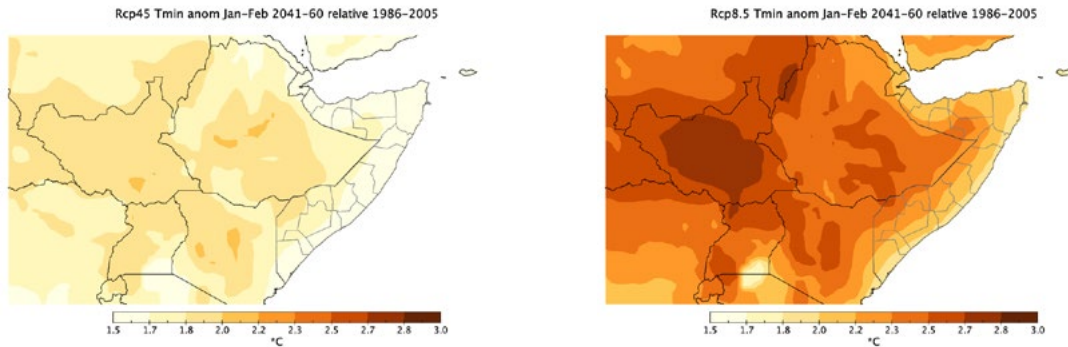 Rcp45 Tmin anom Jan-Feb 2041-60 relative 1986-2005
Rcp8.5 Tmin anom Jan-Feb 2041-60 relative 1986-2005
1.5 1.7 1.8 2.0 2.2 2.3 2.5 2.7 2.8 3.0
°C
1.5 1.7 1.8 2.0 2.2 2.3 2.5 2.7 2.8 3.0
°C